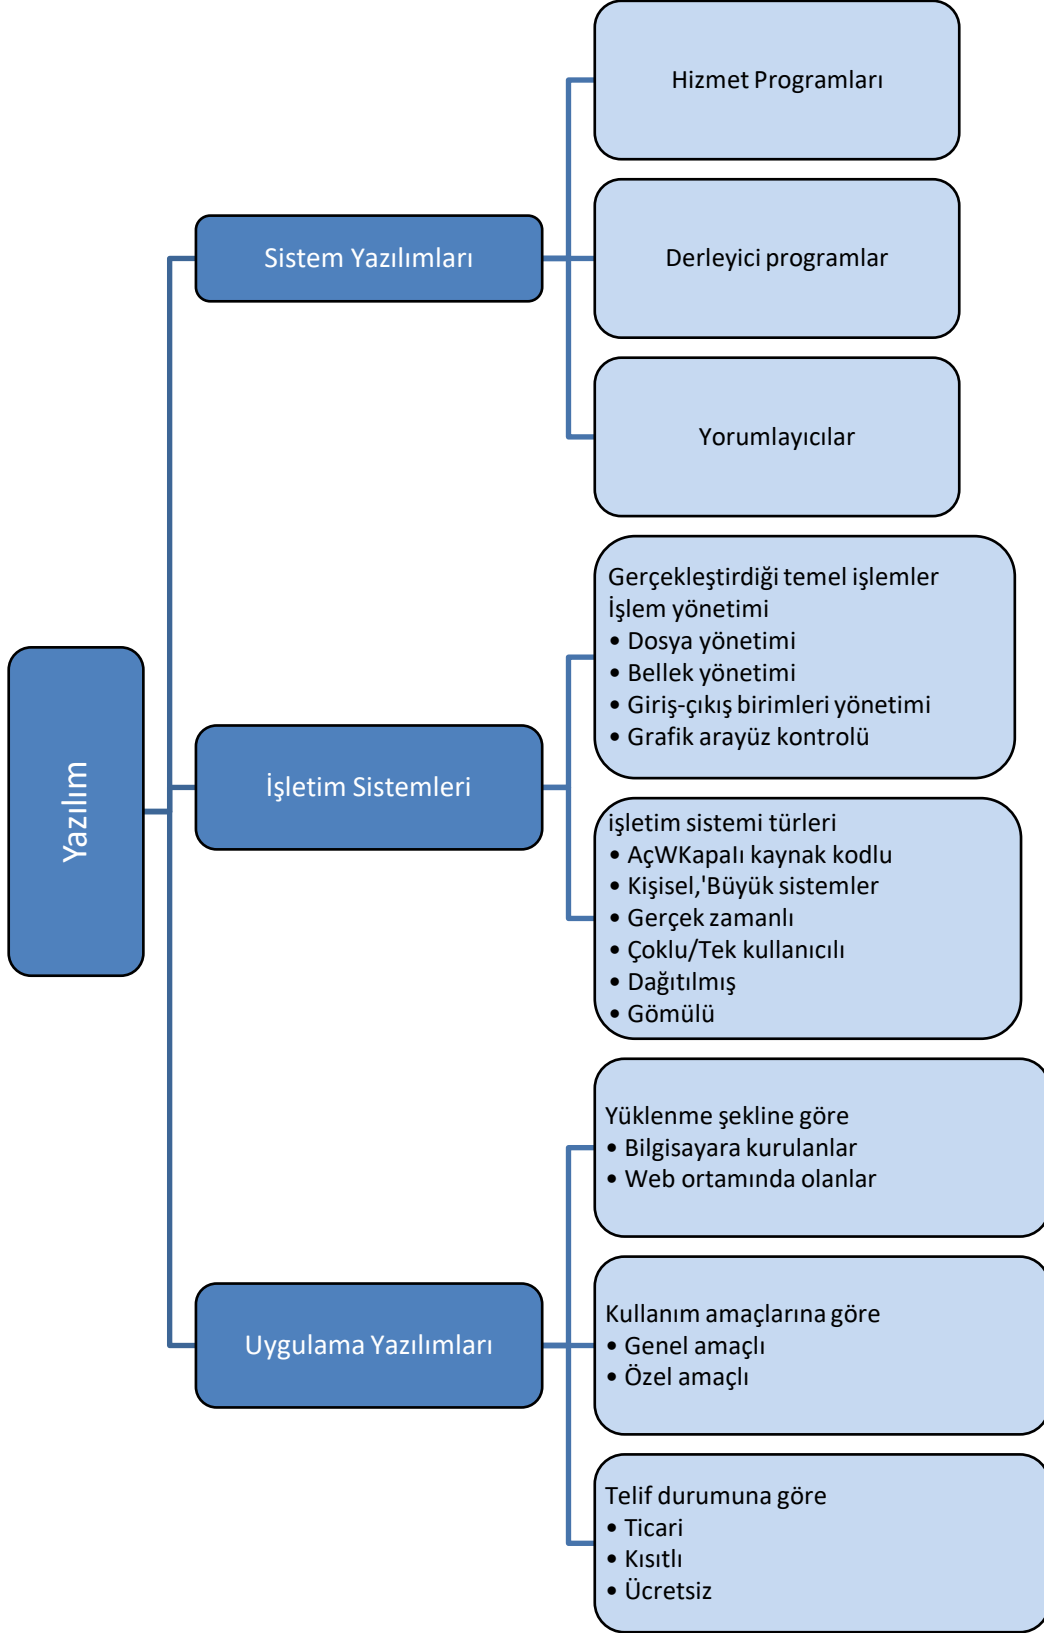 Yazılım
Sistem Yazılımları
Hizmet Programları
Derleyici programlar
Yorumlayıcılar
İşletim Sistemleri
Gerçekleştirdiği temel işlemler
İşlem yönetimi
• Dosya yönetimi
• Bellek yönetimi
• Giriş-çıkış birimleri yönetimi
• Grafik arayüz kontrolü
işletim sistemi türleri
• AçWKapalı kaynak kodlu
• Kişisel,'Büyük sistemler
• Gerçek zamanlı
• Çoklu/Tek kullanıcılı
• Dağıtılmış
• Gömülü
Uygulama Yazılımları
Yüklenme şekline göre
• Bilgisayara kurulanlar
• Web ortamında olanlar
Kullanım amaçlarına göre
• Genel amaçlı
• Özel amaçlı
Telif durumuna göre
• Ticari
• Kısıtlı
• Ücretsiz